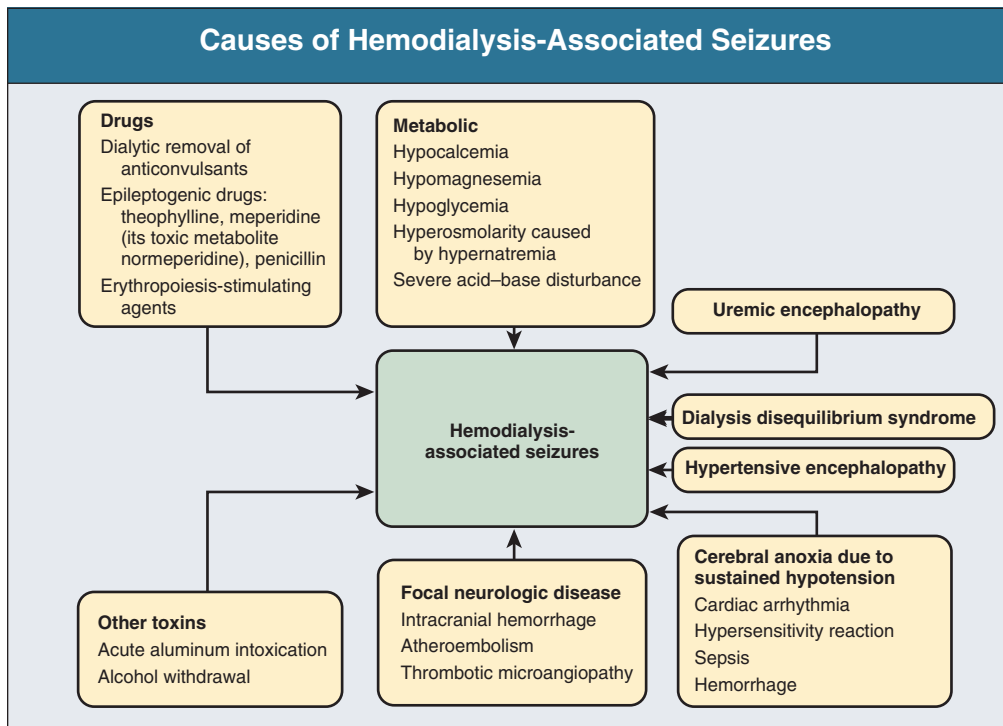 Causes of Hemodialysis-Associated Seizures
Drugs
Dialytic removal of
anticonvulsants
Epileptogenic drugs:
theophylline, meperidine
(its toxic metabolite
normeperidine), penicillin
Erythropoiesis-stimulating
agents
Metabolic
Hypocalcemia
Hypomagnesemia
Hypoglycemia
Hyperosmolarity caused
by hypernatremia
Severe acid–base disturbance
Uremic encephalopathy
Hemodialysis-
associated seizures
Dialysis disequilibrium syndrome
Hypertensive encephalopathy
Other toxins
Acute aluminum intoxication
Alcohol withdrawal
Focal neurologic disease
Intracranial hemorrhage
Atheroembolism
Thrombotic microangiopathy
Cerebral anoxia due to
sustained hypotension
Cardiac arrhythmia
Hypersensitivity reaction
Sepsis
Hemorrhage